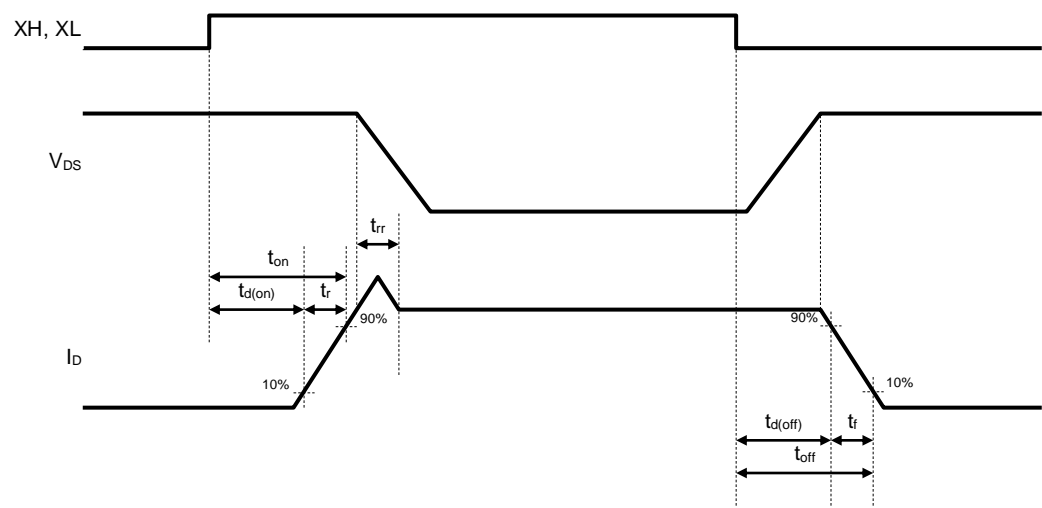 XH, XL
VDS
trr
ton
td(on) tr
90% 90%
ID
10% 10%
td(off) tf
toff